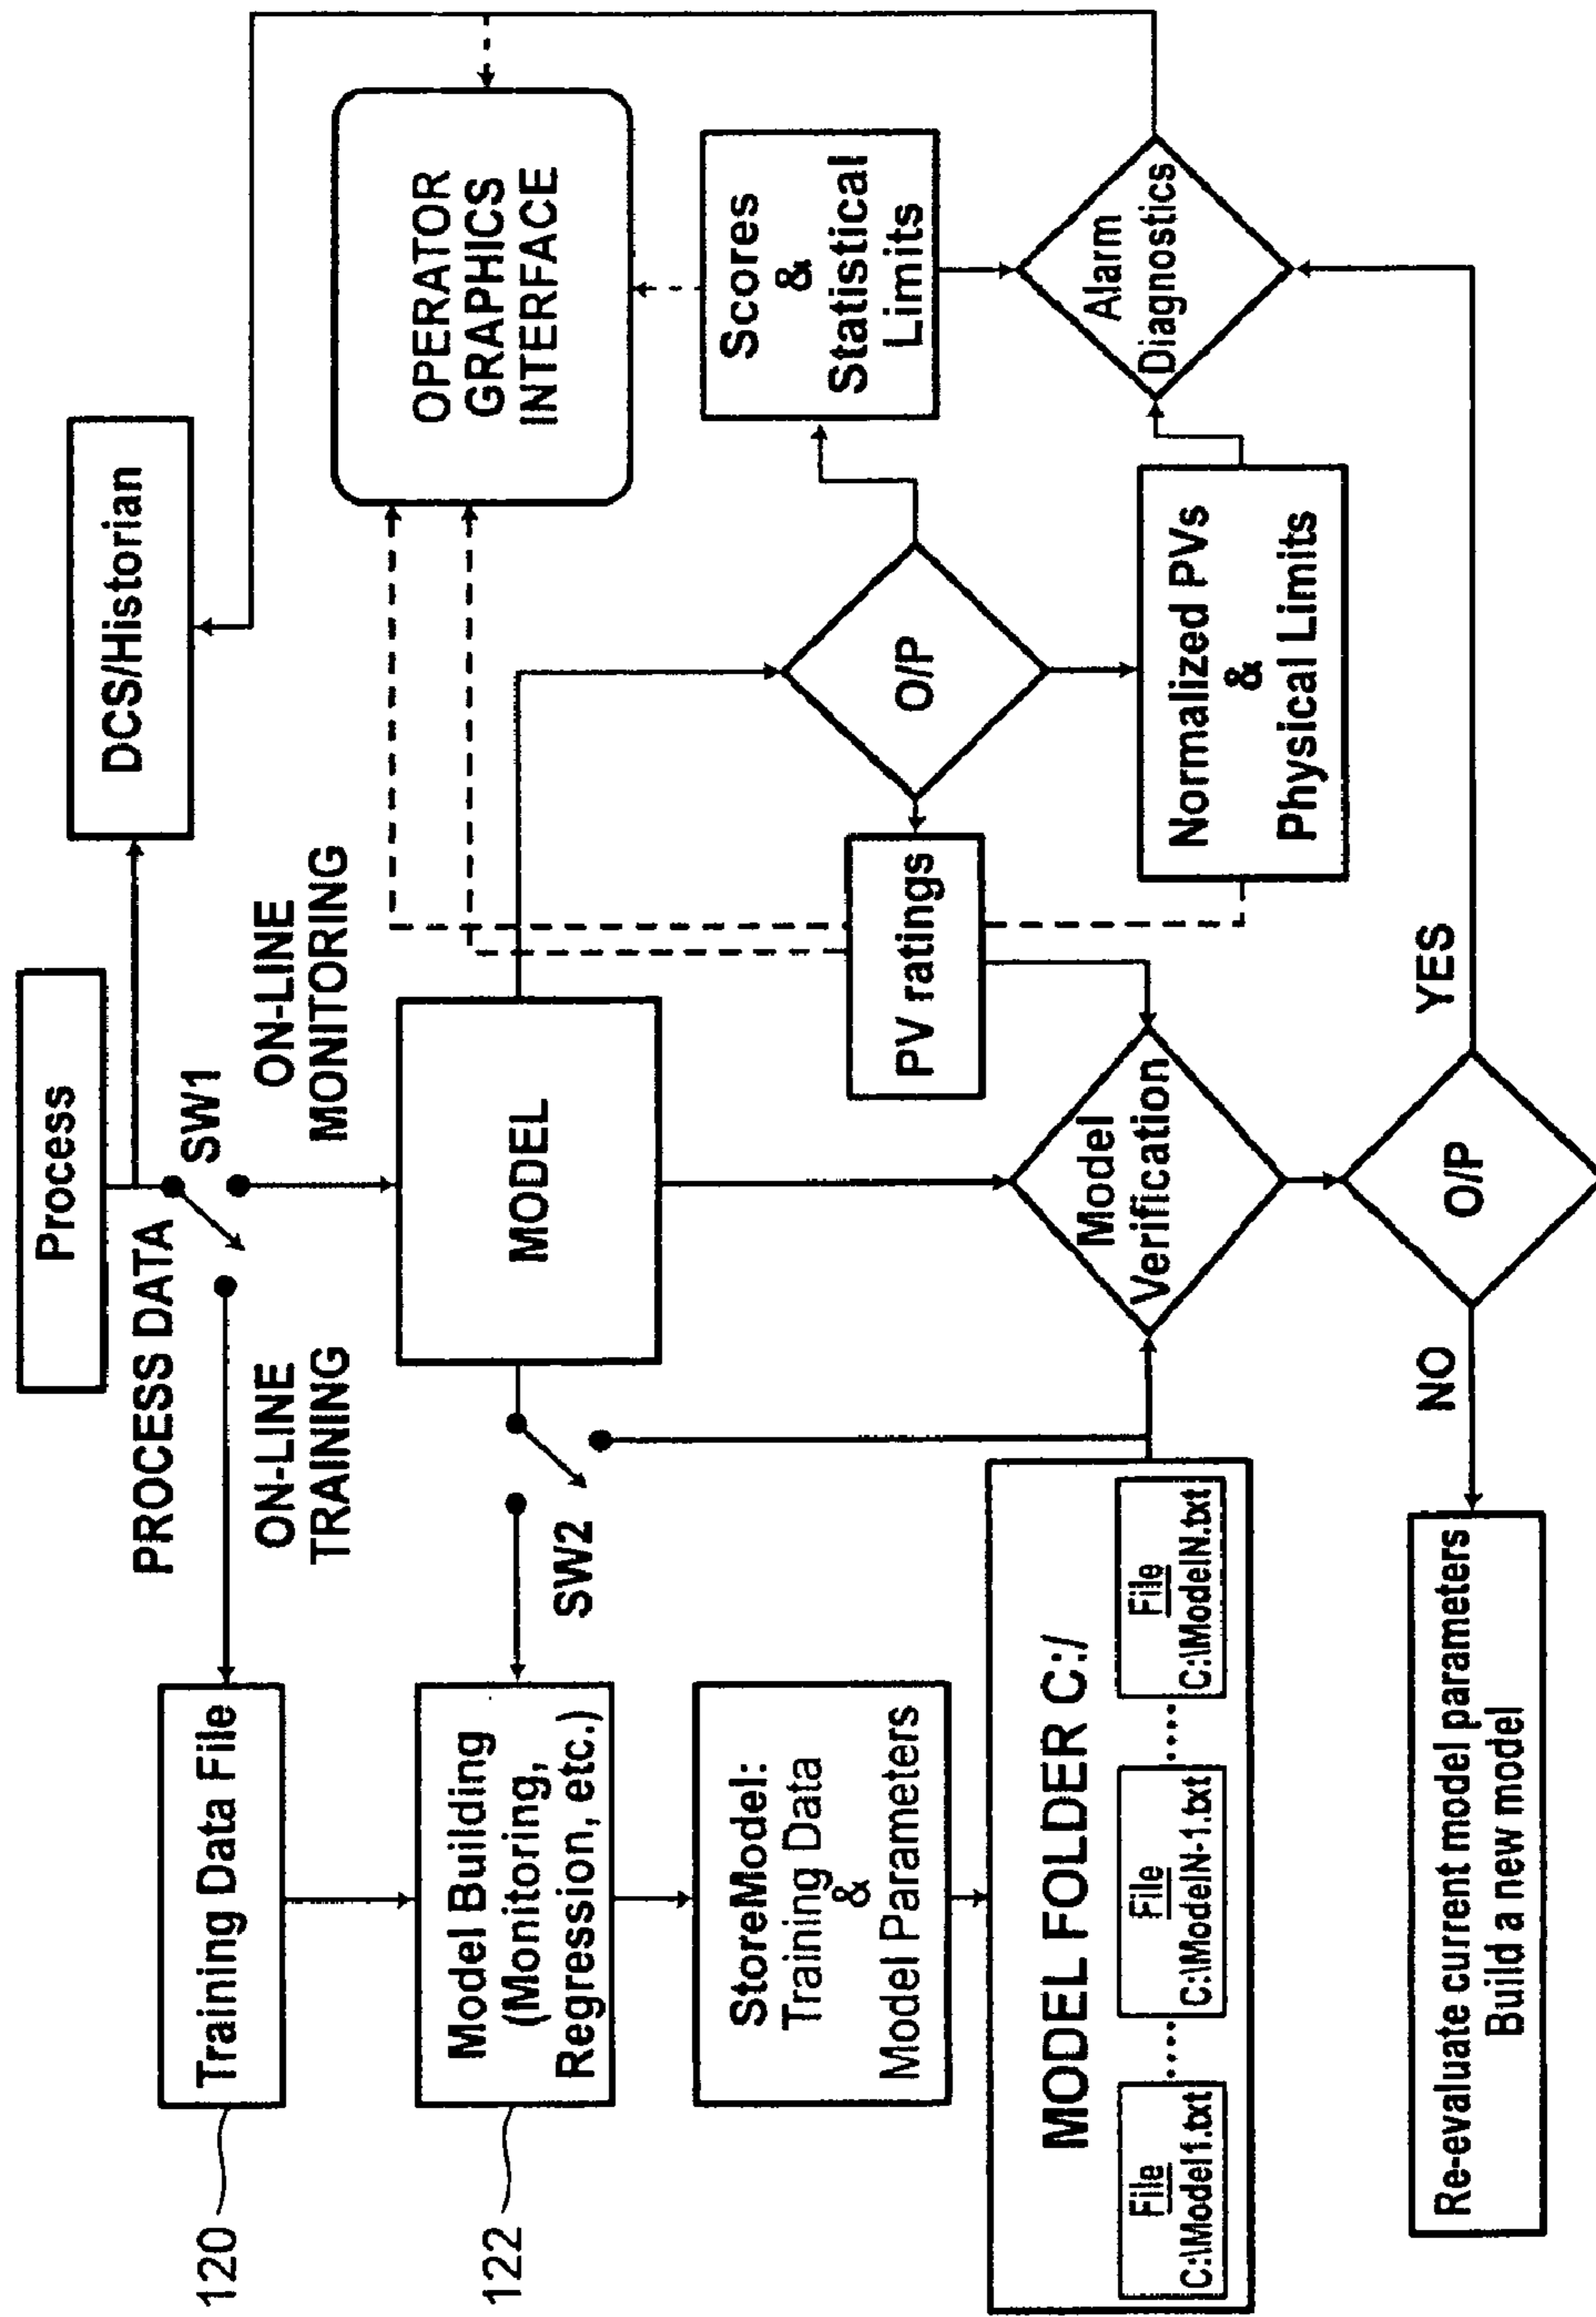 Process
DCS/Historian
PROCESS DATA
SW1
120
Training Data File
ON-LINE
TRAINING
ON-LINE
MONITORING
OPERATOR
GRAPHICS
INTERFACE
122
Model Building
(Monitoring,
Regression, etc.)
SW2
MODEL
StoreModel:
Training Data
&
Model Parameters
PV ratings
O/P
Scores
&
Statistical
Limits
MODEL FOLDER C:/
File
C:\Model1.txt
.....
File
C:\ModelN-1.txt
.....
File
C:\ModelN.txt
Model
Verification
Normalized PVs
&
Physical Limits
Alarm
Diagnostics
NO
O/P
YES
Re-evaluate current model parameters
Build a new model